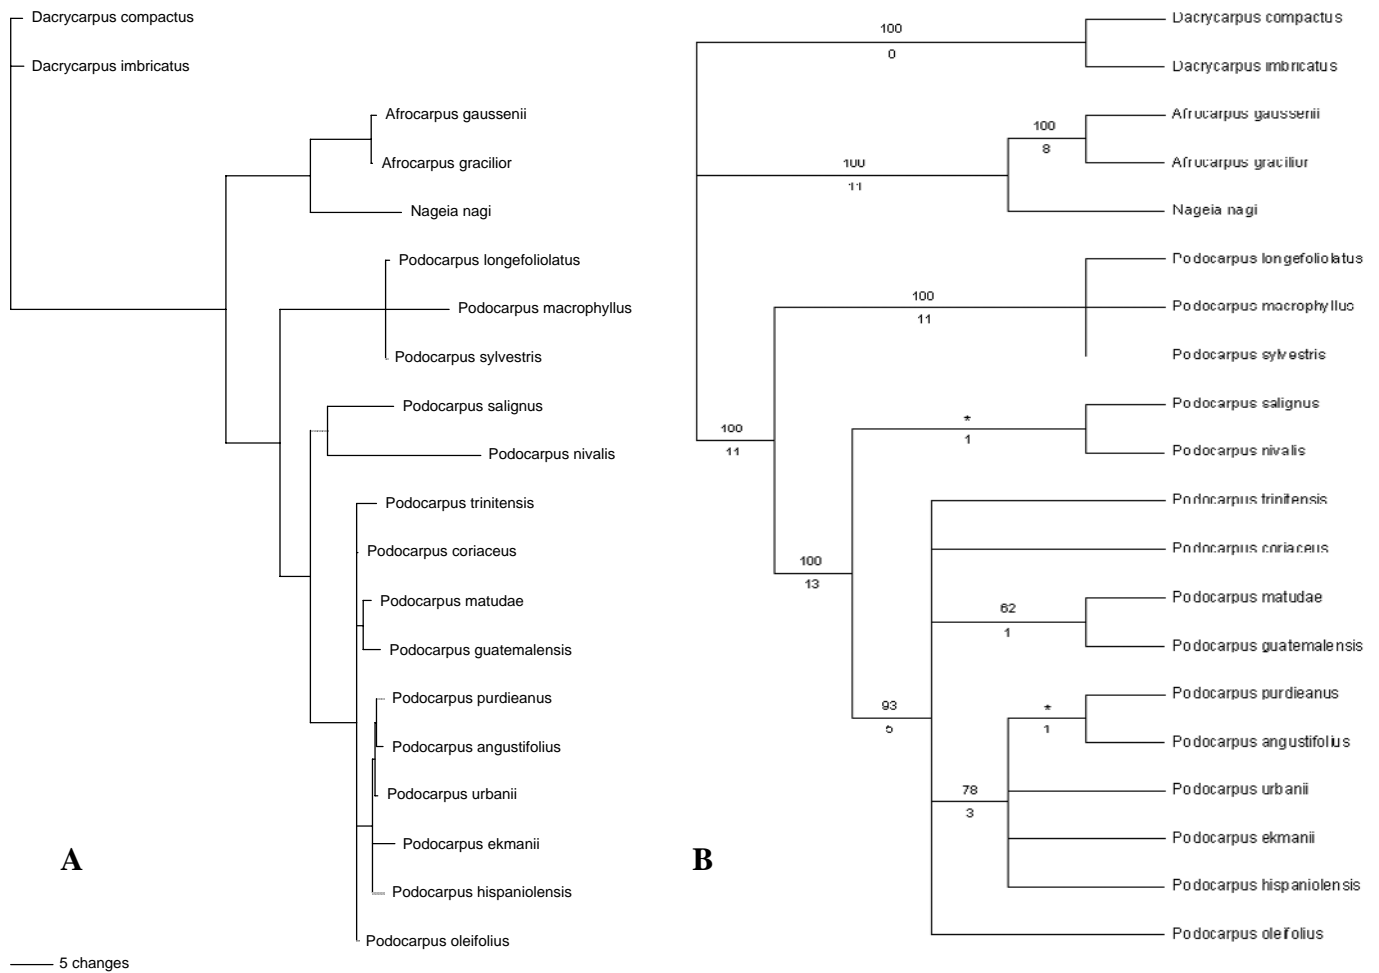 Dacrycarpus compactus
Dacrycarpus imbricatus
Afrocarpus gaussenii
Afrocarpus gracilior
Nageia nagi
Podocarpus longefoliolatus
Podocarpus macrophyllus
Podocarpus sylvestris
Podocarpus salignus
Podocarpus nivalis
Podocarpus trinitensis
Podocarpus coriaceus
Podocarpus matudae
Podocarpus guatemalensis
Podocarpus purdieanus
Podocarpus angustifolius
Podocarpus urbanii
Podocarpus ekmanii
Podocarpus hispaniolensis
Podocarpus oleifolius
A
5 changes
Dacrycarpus compactus
100
0
Dacrycarpus imbricatus
Afrocarpus gaussenii
100
8
Afrocarpus gracilior
100
11
Nageia nagi
Podocarpus longefoliolatus
100
11
Podocarpus macrophyllus
Podocarpus sylvestris
Podocarpus salignus
*
1
100
11
Podocarpus nivalis
Podocarpus trinitensis
Podocarpus coriaceus
100
13
Podocarpus matudae
62
1
Podocarpus guatemalensis
Podocarpus purdieanus
93
5
*
1
Podocarpus angustifolius
Podocarpus urbanii
78
3
Podocarpus ekmanii
Podocarpus hispaniolensis
Podocarpus oleifolius
B